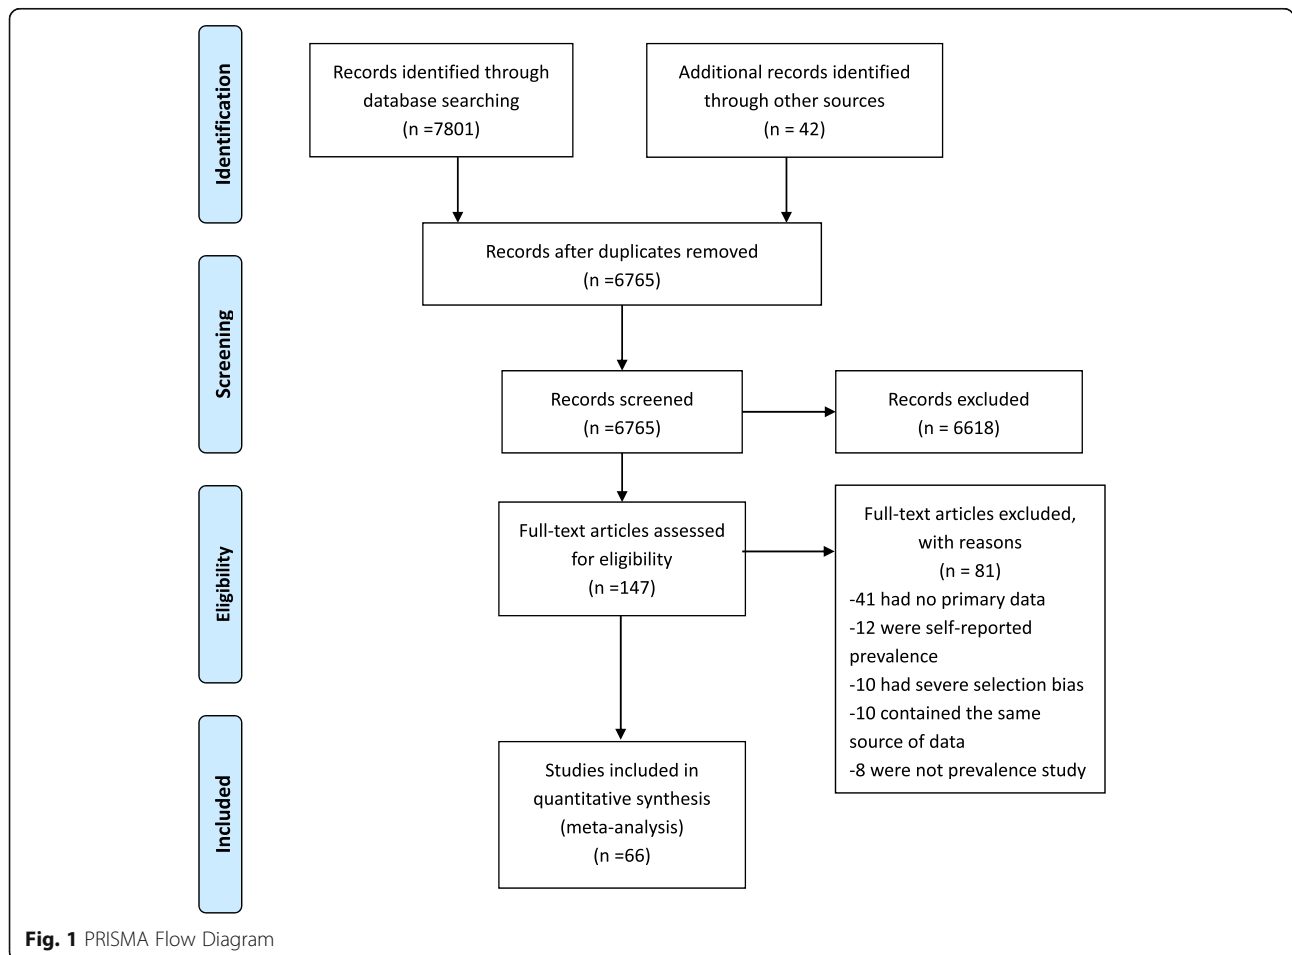 Identification
Records identified through
database searching
(n =7801)
Additional records identified
through other sources
(n = 42)
Records after duplicates removed
(n =6765)
Screening
Records screened
(n =6765)
Records excluded
(n = 6618)
Eligibility
Full-text articles assessed
for eligibility
(n =147)
Full-text articles excluded,
with reasons
(n = 81)
-41 had no primary data
-12 were self-reported
prevalence
-10 had severe selection bias
-10 contained the same
source of data
-8 were not prevalence study
Included
Studies included in
quantitative synthesis
(meta-analysis)
(n =66)
Fig. 1 PRISMA Flow Diagram